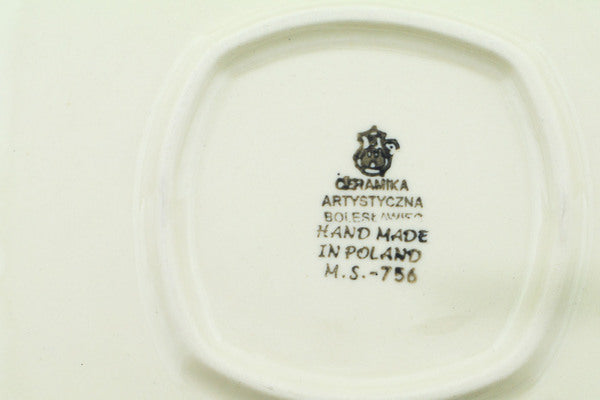 CERAMIKA
ARTYSTYCZNA
BOLESŁAWIEC
HAND MADE
IN POLAND
M.S.-756